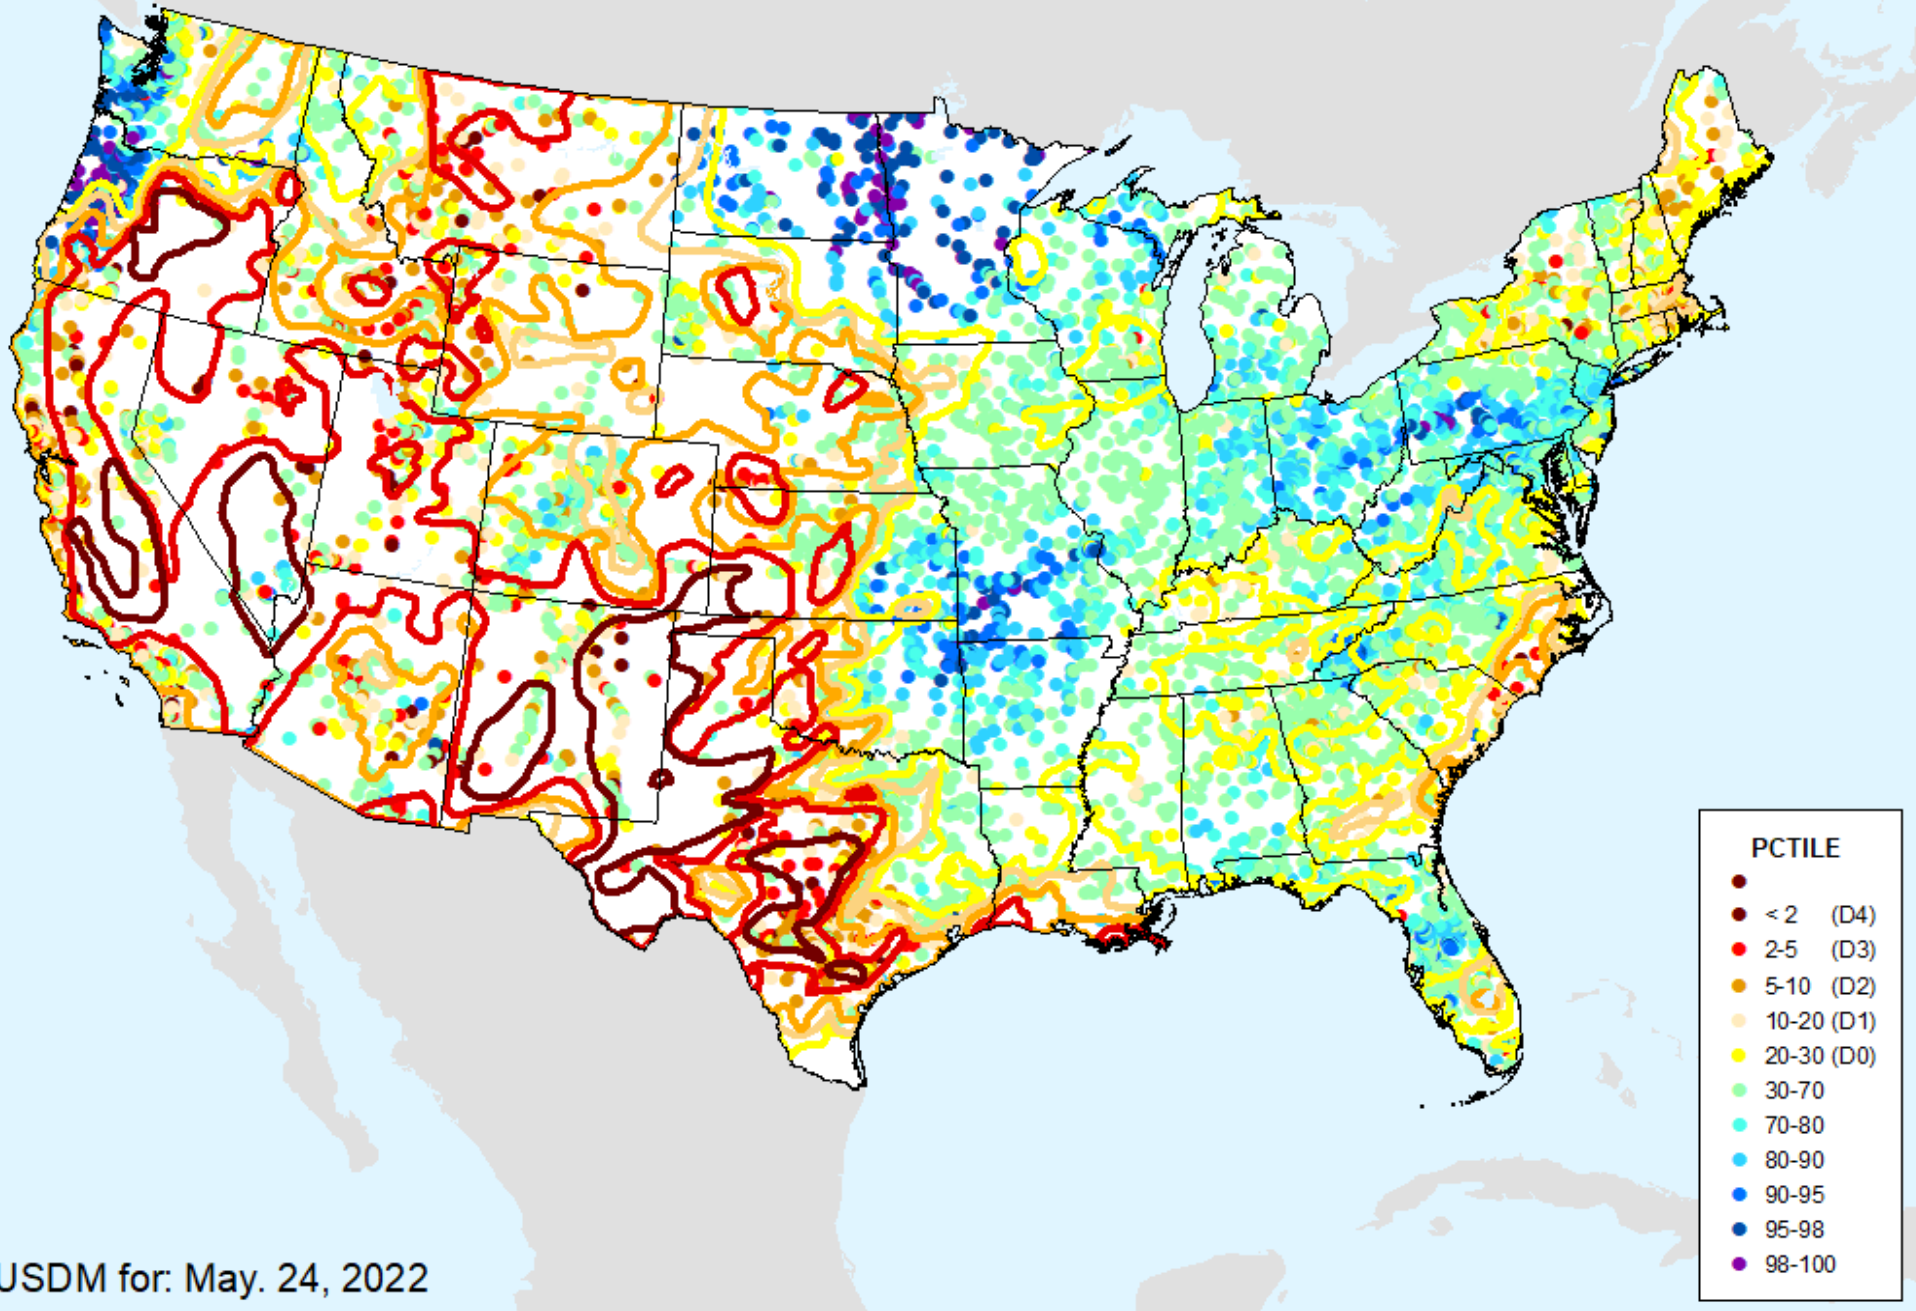 PCTILE
< 2 (D4)
2-5 (D3)
5-10 (D2)
10-20 (D1)
20-30 (D0)
30-70
70-80
80-90
90-95
95-98
98-100
USDM for: May. 24, 2022